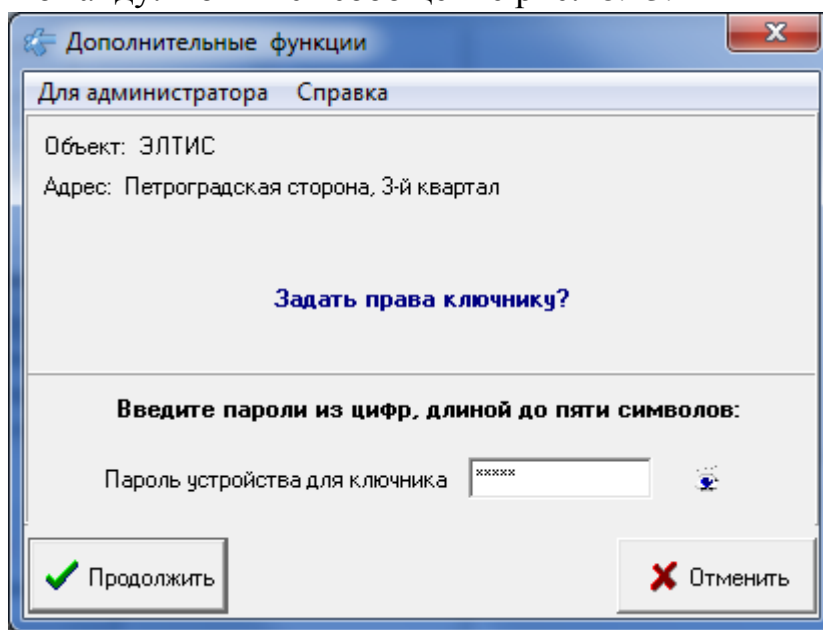 Дополнительные функции
Для администратора Справка
Объект: ЭЛТИС
Адрес: Петроградская сторона, 3-й квартал
Задать права ключнику?
Введите пароли из цифр, длиной до пяти символов:
Пароль устройства для ключника xxxxx
Продолжить Отменить